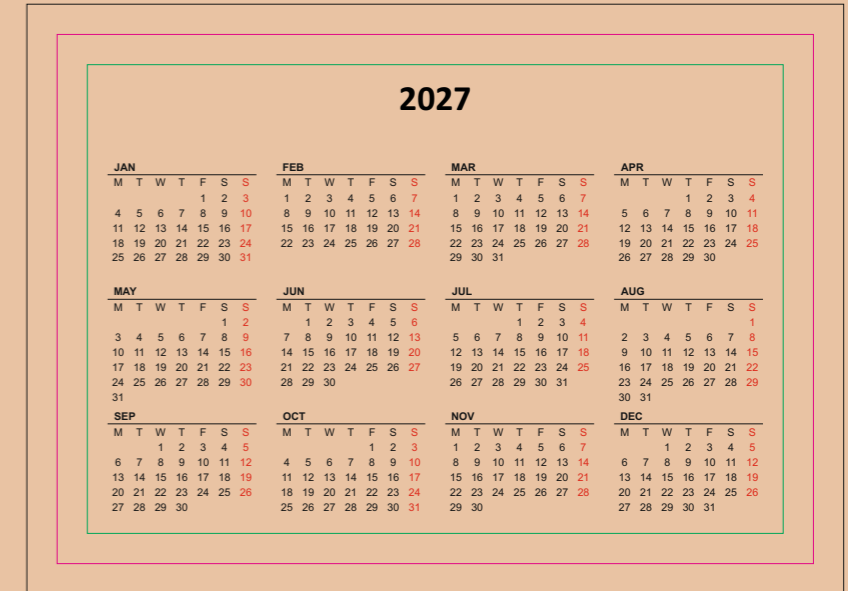 2027
JAN FEB MAR APR
M T W T F S S M T W T F S S M T W T F S S M T W T F S S
1 2 3 1 2 3 4 5 6 7 1 2 3 4 5 6 7 1 2 3 4
4 5 6 7 8 9 10 8 9 10 11 12 13 14 8 9 10 11 12 13 14 5 6 7 8 9 10 11
11 12 13 14 15 16 17 15 16 17 18 19 20 21 15 16 17 18 19 20 21 12 13 14 15 16 17 18
18 19 20 21 22 23 24 22 23 24 25 26 27 28 22 23 24 25 26 27 28 19 20 21 22 23 24 25
25 26 27 28 29 30 31 29 30 31 26 27 28 29 30
MAY JUN JUL AUG
M T W T F S S M T W T F S S M T W T F S S M T W T F S S
1 2 1 2 3 4 5 6 1 2 3 4 1
3 4 5 6 7 8 9 7 8 9 10 11 12 13 5 6 7 8 9 10 11 2 3 4 5 6 7 8
10 11 12 13 14 15 16 14 15 16 17 18 19 20 12 13 14 15 16 17 18 9 10 11 12 13 14 15
17 18 19 20 21 22 23 21 22 23 24 25 26 27 19 20 21 22 23 24 25 16 17 18 19 20 21 22
24 25 26 27 28 29 30 28 29 30 26 27 28 29 30 31 23 24 25 26 27 28 29
31 30 31
SEP OCT NOV DEC
M T W T F S S M T W T F S S M T W T F S S M T W T F S S
1 2 3 4 5 1 2 3 1 2 3 4 5 6 7 1 2 3 4 5
6 7 8 9 10 11 12 4 5 6 7 8 9 10 8 9 10 11 12 13 14 6 7 8 9 10 11 12
13 14 15 16 17 18 19 11 12 13 14 15 16 17 15 16 17 18 19 20 21 13 14 15 16 17 18 19
20 21 22 23 24 25 26 18 19 20 21 22 23 24 22 23 24 25 26 27 28 20 21 22 23 24 25 26
27 28 29 30 25 26 27 28 29 30 31 29 30 27 28 29 30 31